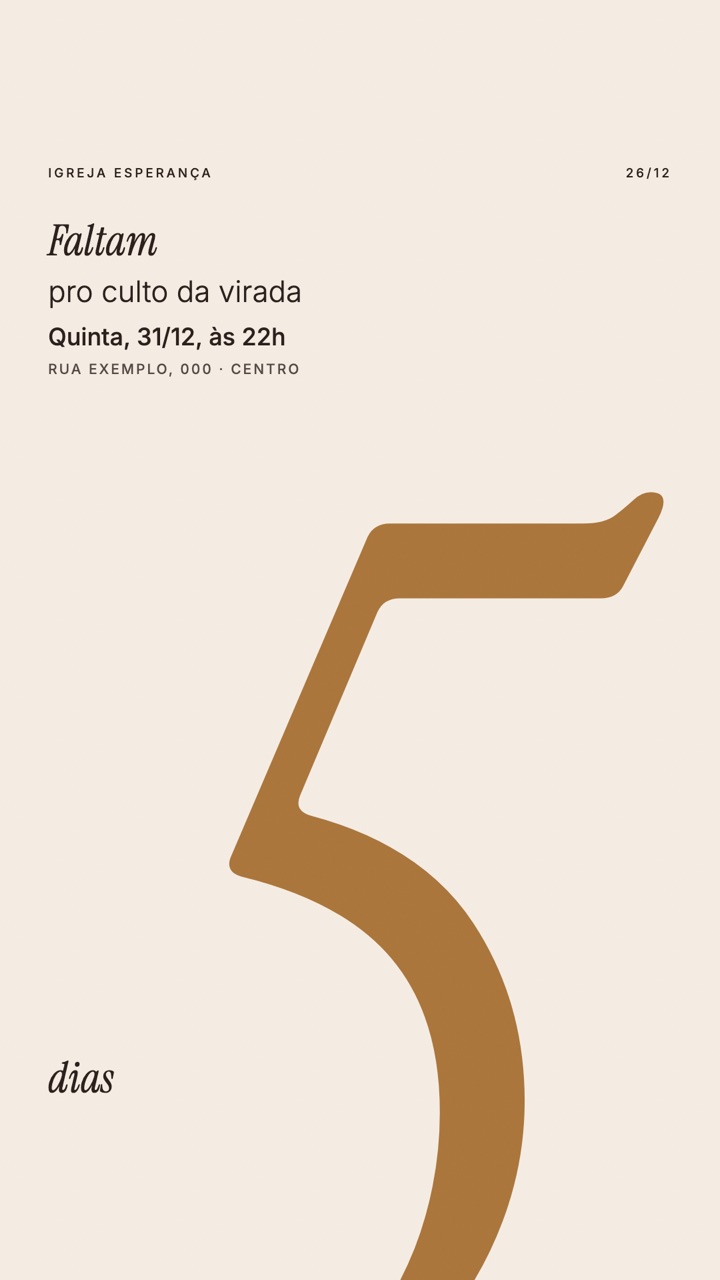 IGREJA ESPERANÇA
26/12
Faltam
pro culto da virada
Quinta, 31/12, às 22h
RUA EXEMPLO, 000 · CENTRO
5
dias